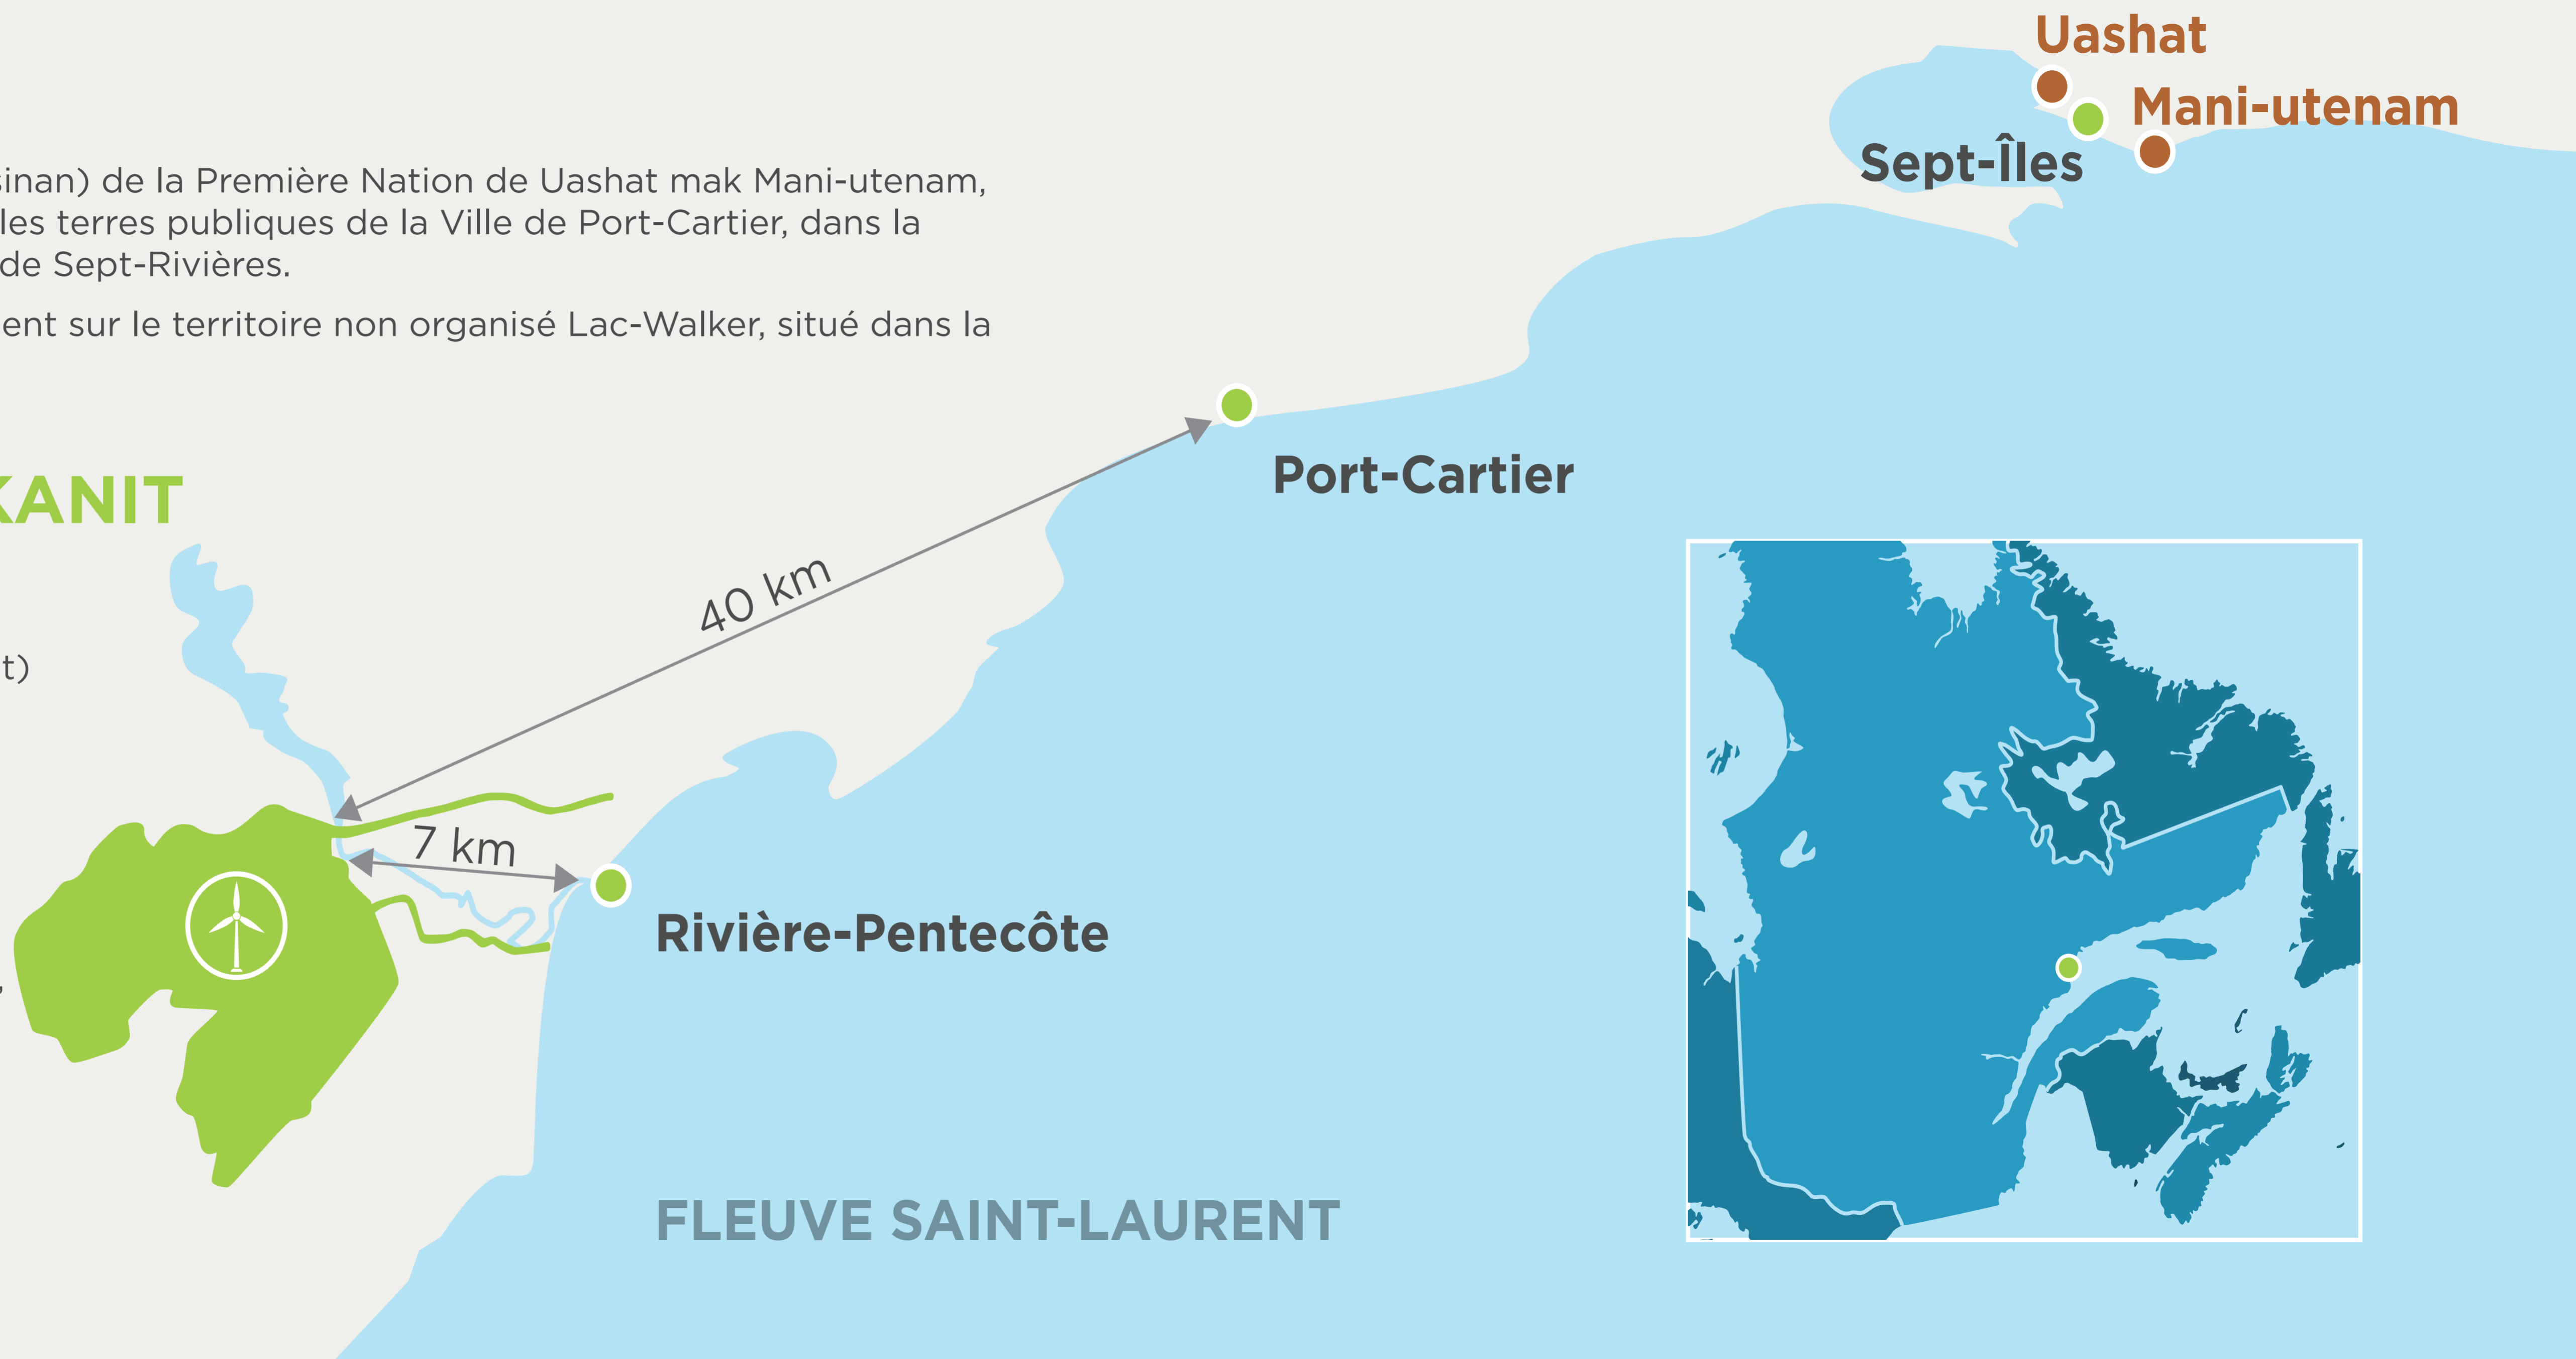 Uashat
Mani-utenam
Sept-Îles
sinan) de la Première Nation de Uashat mak Mani-utenam,
les terres publiques de la Ville de Port-Cartier, dans la
de Sept-Rivières.
ent sur le territoire non organisé Lac-Walker, situé dans la
Port-Cartier
KANIT
40 km
t)
7 km
Rivière-Pentecôte
FLEUVE SAINT-LAURENT